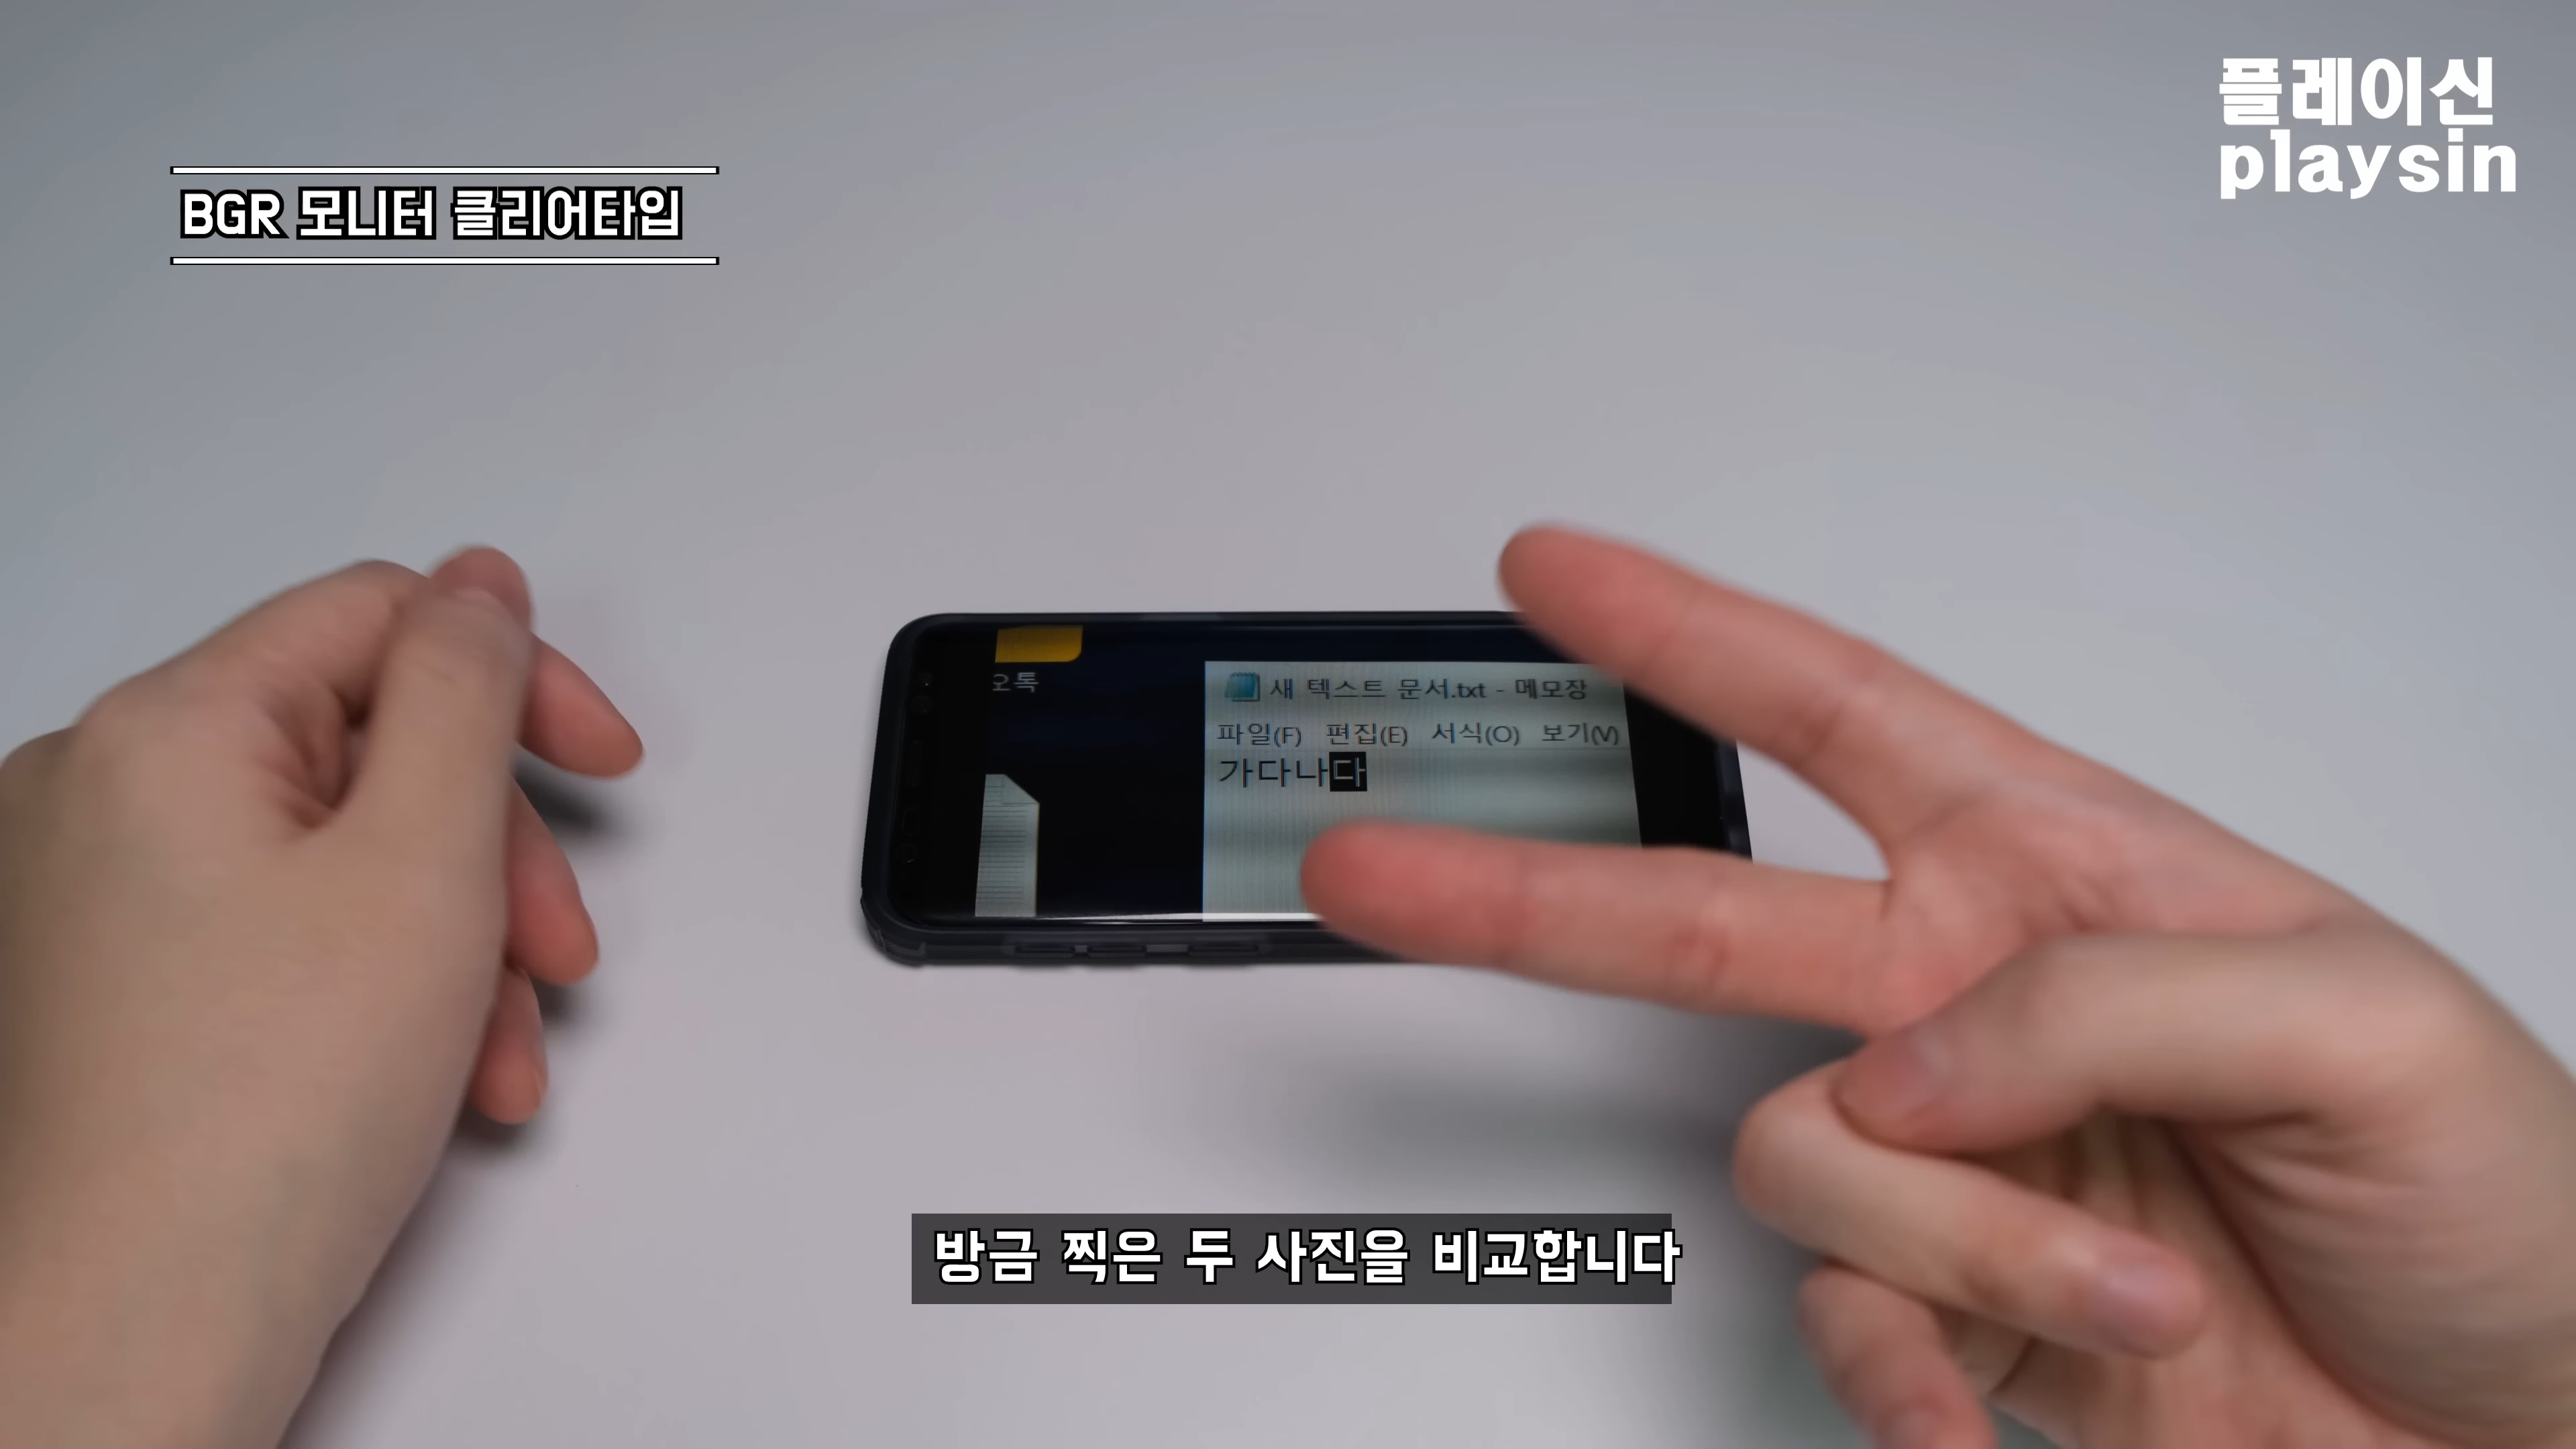 플레이신
playsin
BGR 모니터 클리어타입
오톡
새 텍스트 문서.txt - 메모장
파일(F) 편집(E) 서식(O) 보기(V)
가다나다
방금 찍은 두 사진을 비교합니다